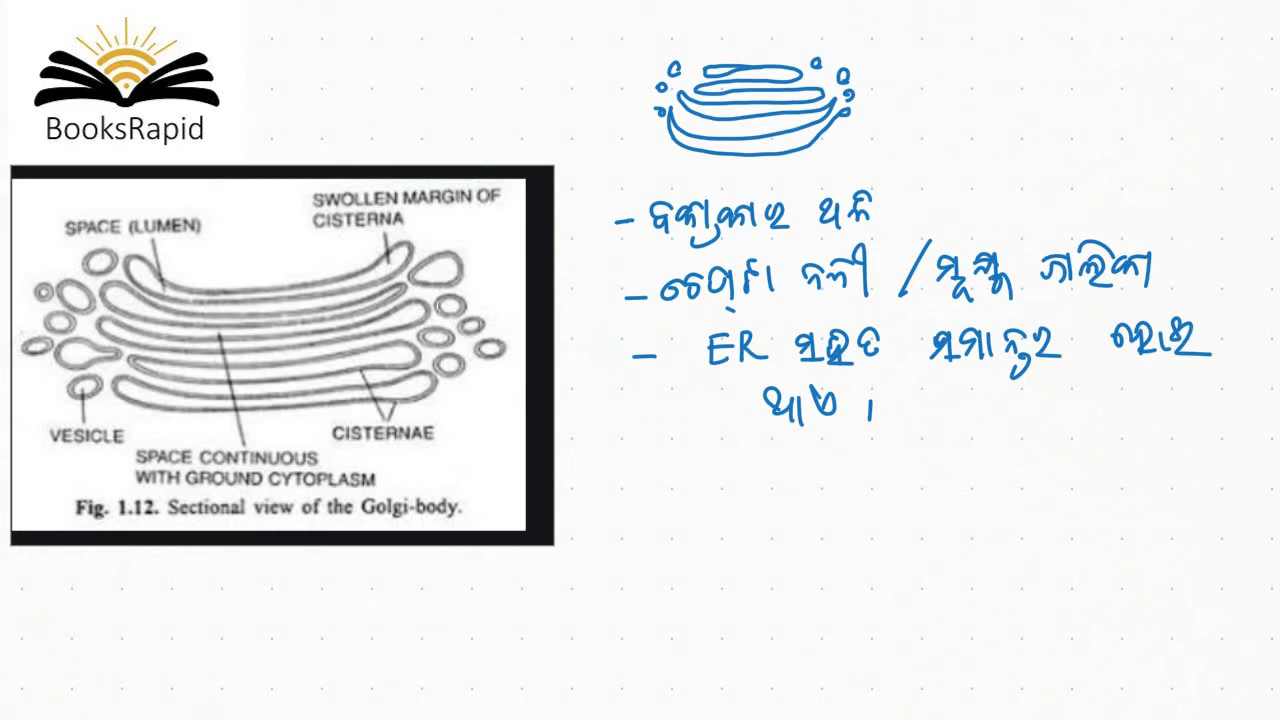 BooksRapid
SWOLLEN MARGIN OF
CISTERNA
SPACE (LUMEN)
VESICLE
CISTERNAE
SPACE CONTINUOUS
WITH GROUND CYTOPLASM
Fig. 1.12. Sectional view of the Golgi-body.
- ଚକ୍ରାକାର ଥଳି
- ଚେପ୍ଟା ନଳୀ / ସୂକ୍ଷ୍ମ ନାଲିକା
- ER ସହିତ ସମାନ୍ତର ହୋଇ
ଥାଏ ।